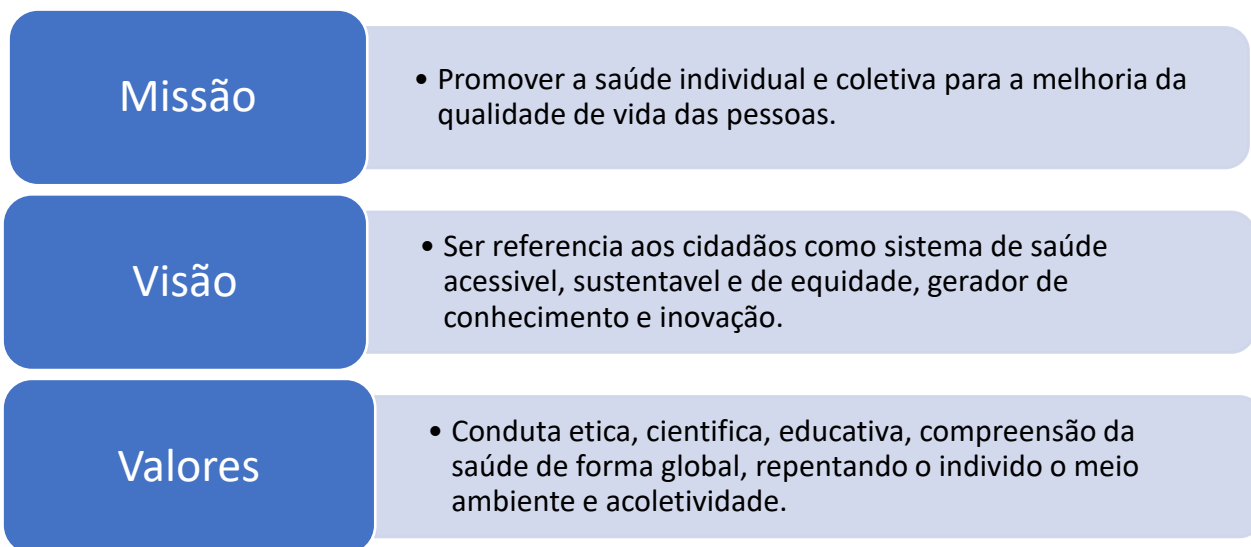 Missão
• Promover a saúde individual e coletiva para a melhoria da
qualidade de vida das pessoas.
Visão
• Ser referencia aos cidadãos como sistema de saúde
acessivel, sustentavel e de equidade, gerador de
conhecimento e inovação.
Valores
• Conduta etica, cientifica, educativa, compreensão da
saúde de forma global, repentando o individo o meio
ambiente e acoletividade.